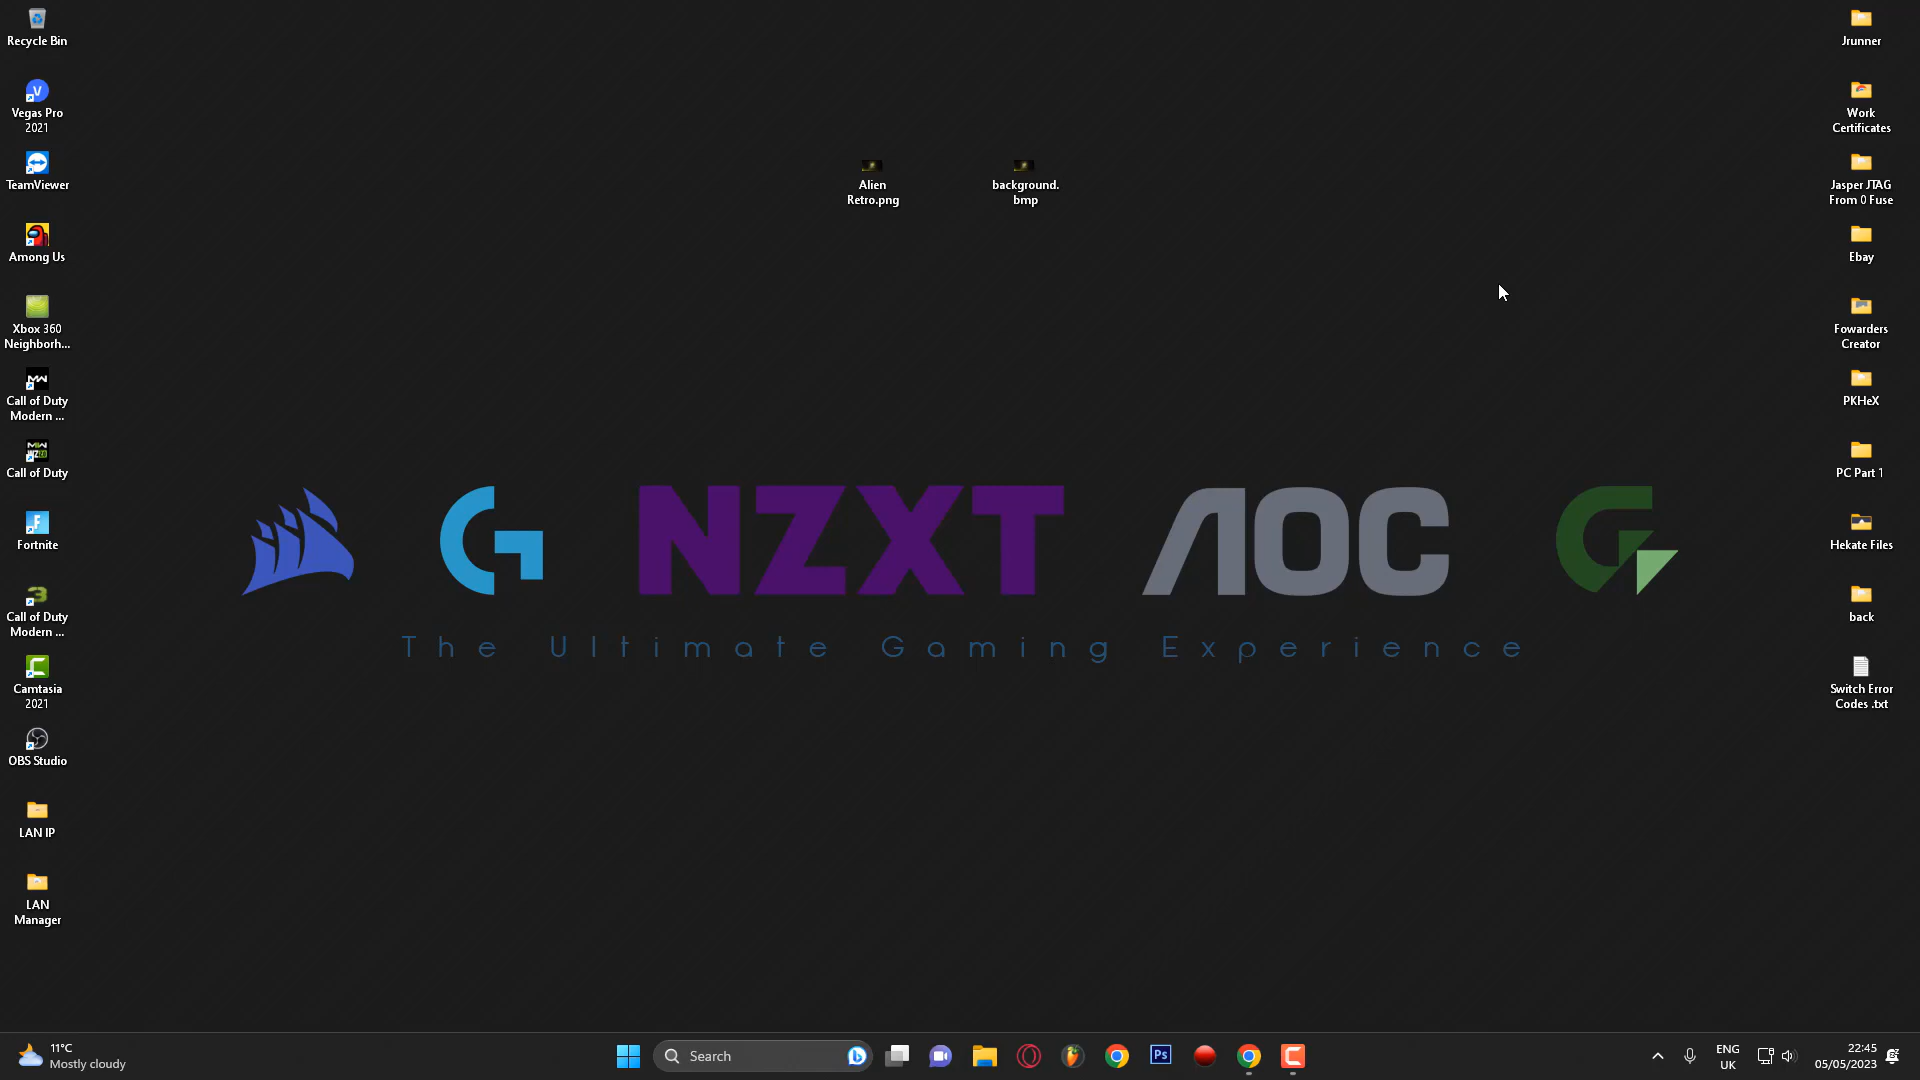 Recycle Bin
Vegas Pro
2021
TeamViewer
Among Us
Xbox 360
Neighborh...
Call of Duty
Modern ...
Call of Duty
Fortnite
Call of Duty
Modern ...
Camtasia
2021
OBS Studio
LAN IP
LAN
Manager
Alien
Retro.png
background.
bmp
NZXT
AOC
The Ultimate Gaming Experience
Jrunner
Work
Certificates
Jasper JTAG
From 0 Fuse
Ebay
Fowarders
Creator
PKHeX
PC Part 1
Hekate Files
back
Switch Error
Codes .txt
11°C
Mostly cloudy
Search
Ps
ENG
UK
22:45
05/05/2023